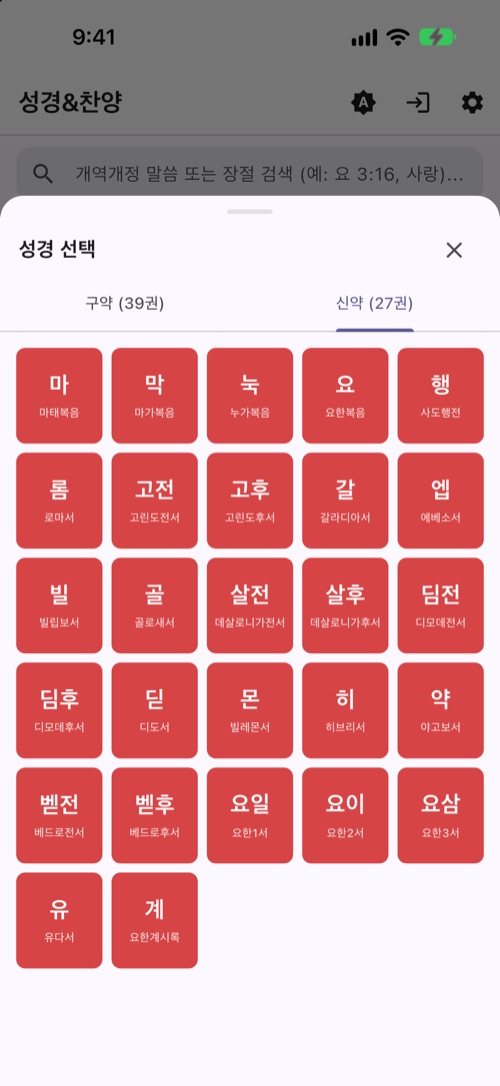 9:41
성경&찬양
A
개역개정 말씀 또는 장절 검색 (예: 요 3:16, 사랑)...
성경 선택
구약 (39권) 신약 (27권)
마 막 눅 요 행
마태복음 마가복음 누가복음 요한복음 사도행전
롬 고전 고후 갈 엡
로마서 고린도전서 고린도후서 갈라디아서 에베소서
빌 골 살전 살후 딤전
빌립보서 골로새서 데살로니가전서 데살로니가후서 디모데전서
딤후 딛 몬 히 약
디모데후서 디도서 빌레몬서 히브리서 야고보서
벧전 벧후 요일 요이 요삼
베드로전서 베드로후서 요한1서 요한2서 요한3서
유 계
유다서 요한계시록